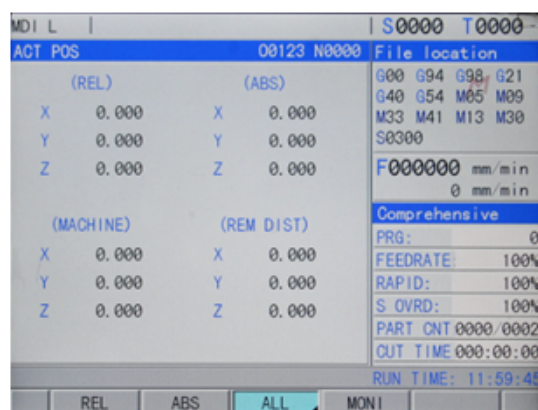 MDI L | S0000 T0000
ACT POS O0123 N0000
(REL) (ABS)
X 0.000 X 0.000
Y 0.000 Y 0.000
Z 0.000 Z 0.000
(MACHINE) (REM DIST)
X 0.000 X 0.000
Y 0.000 Y 0.000
Z 0.000 Z 0.000
File location
G00 G94 G98 G21
G40 G54 M05 M09
M33 M41 M13 M30
S0300
F000000 mm/min
0 mm/min
Comprehensive
PRG: 0
FEEDRATE: 100%
RAPID: 100%
S OVRD: 100%
PART CNT 0000/0002
CUT TIME 000:00:00
RUN TIME: 11:59:45
REL ABS ALL MONI